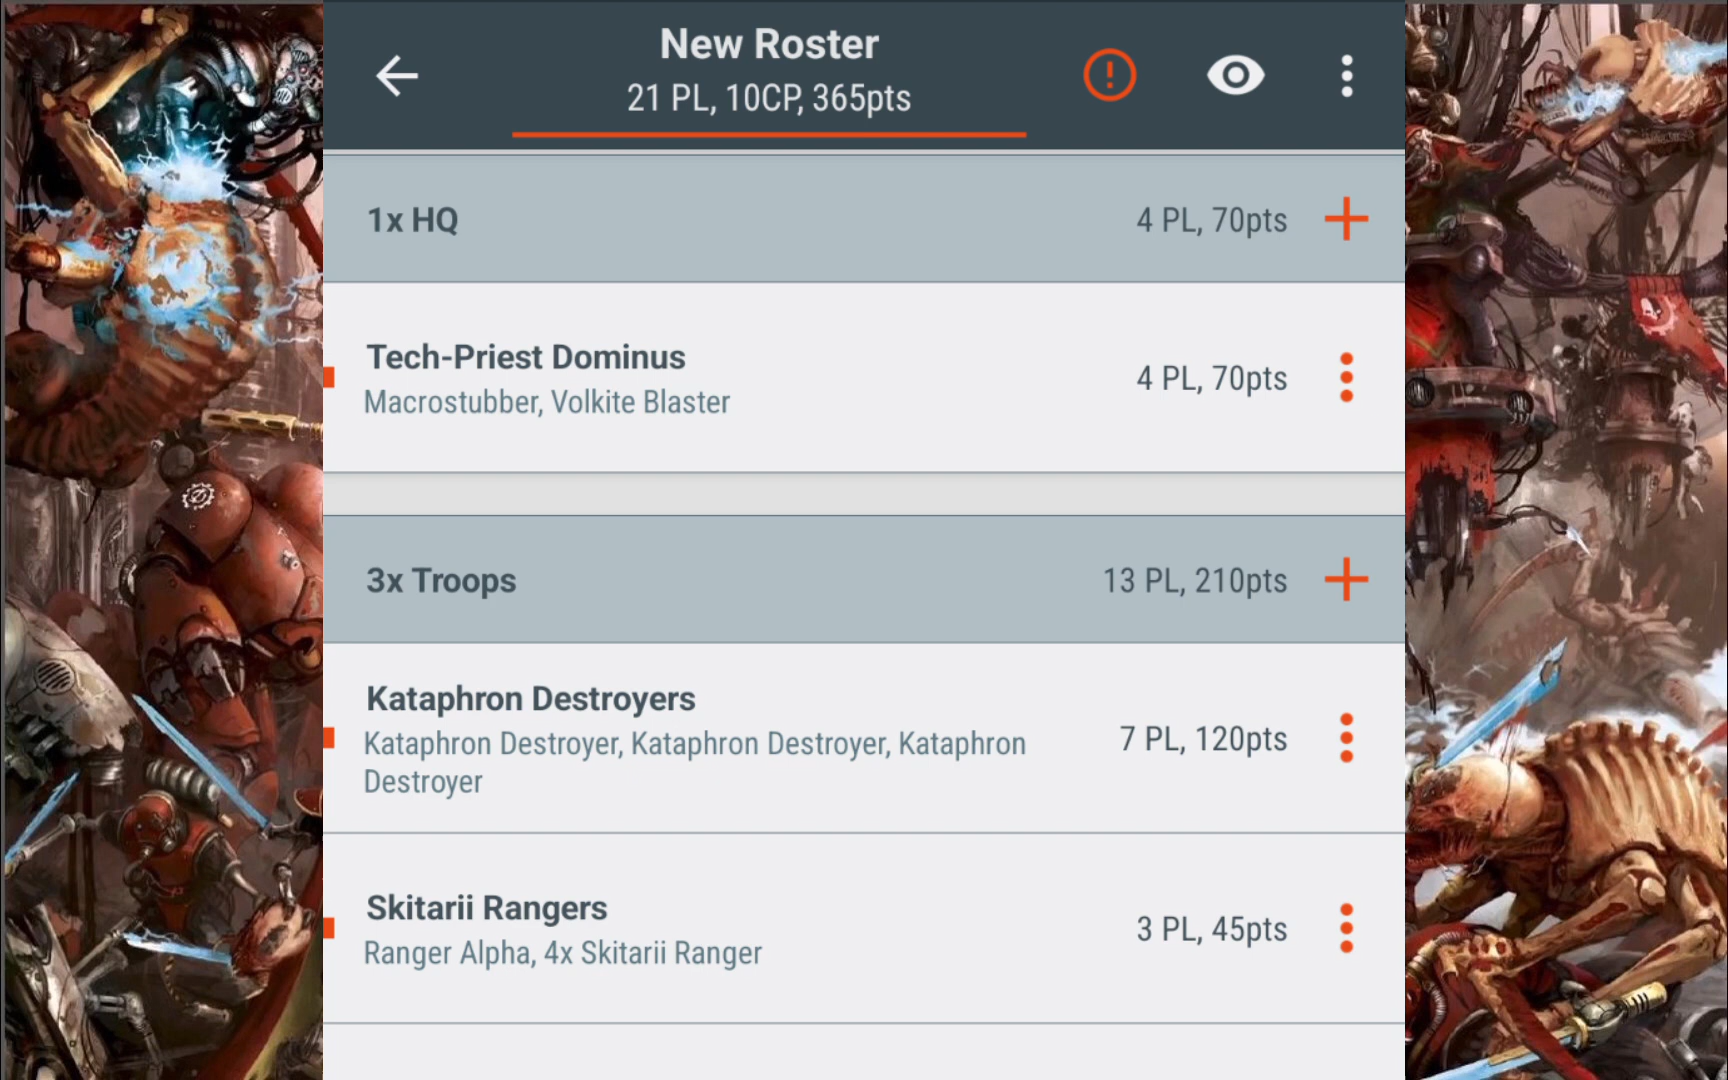 New Roster
21 PL, 10CP, 365pts
1x HQ
4 PL, 70pts
Tech-Priest Dominus
Macrostubber, Volkite Blaster
4 PL, 70pts
3x Troops
13 PL, 210pts
Kataphron Destroyers
Kataphron Destroyer, Kataphron Destroyer, Kataphron
Destroyer
7 PL, 120pts
Skitarii Rangers
Ranger Alpha, 4x Skitarii Ranger
3 PL, 45pts